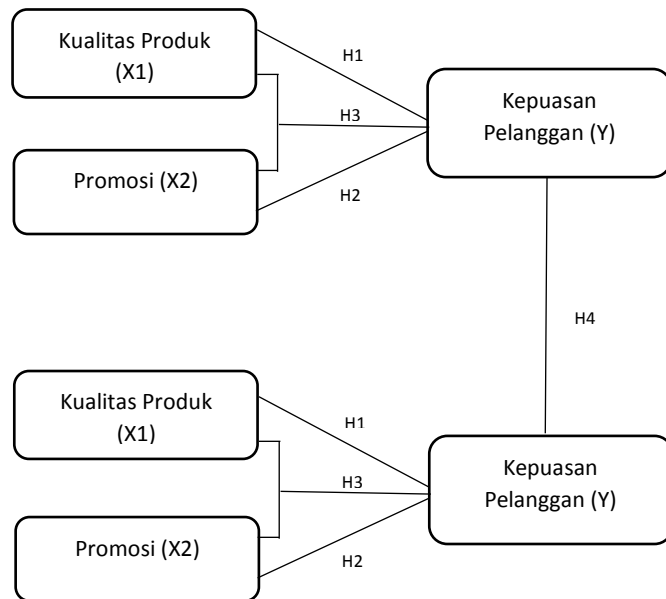 Kualitas Produk
(X1)
H1
Kepuasan
Pelanggan (Y)
H3
Promosi (X2)
H2
H4
Kualitas Produk
(X1)
H1
Kepuasan
Pelanggan (Y)
H3
Promosi (X2)
H2